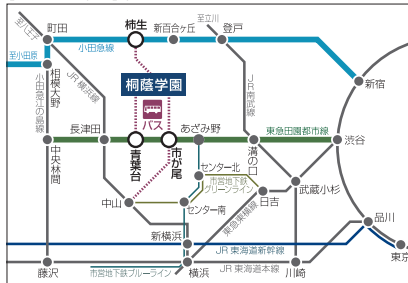 至八王子
町田
柿生
新百合ヶ丘
至立川
登戸
小田急線
至小田原
相模大野
JR横浜線
小田急江の島線
桐蔭学園
バス
JR南武線
新宿
長津田
あざみ野
東急田園都市線
渋谷
中央林間
青葉台
市が尾
溝の口
センター北
市営地下鉄
グリーンライン
武蔵小杉
日吉
中山
センター南
東急東横線
新横浜
品川
JR東海道新幹線
東京
藤沢
市営地下鉄ブルーライン
横浜
JR東海道本線
川崎